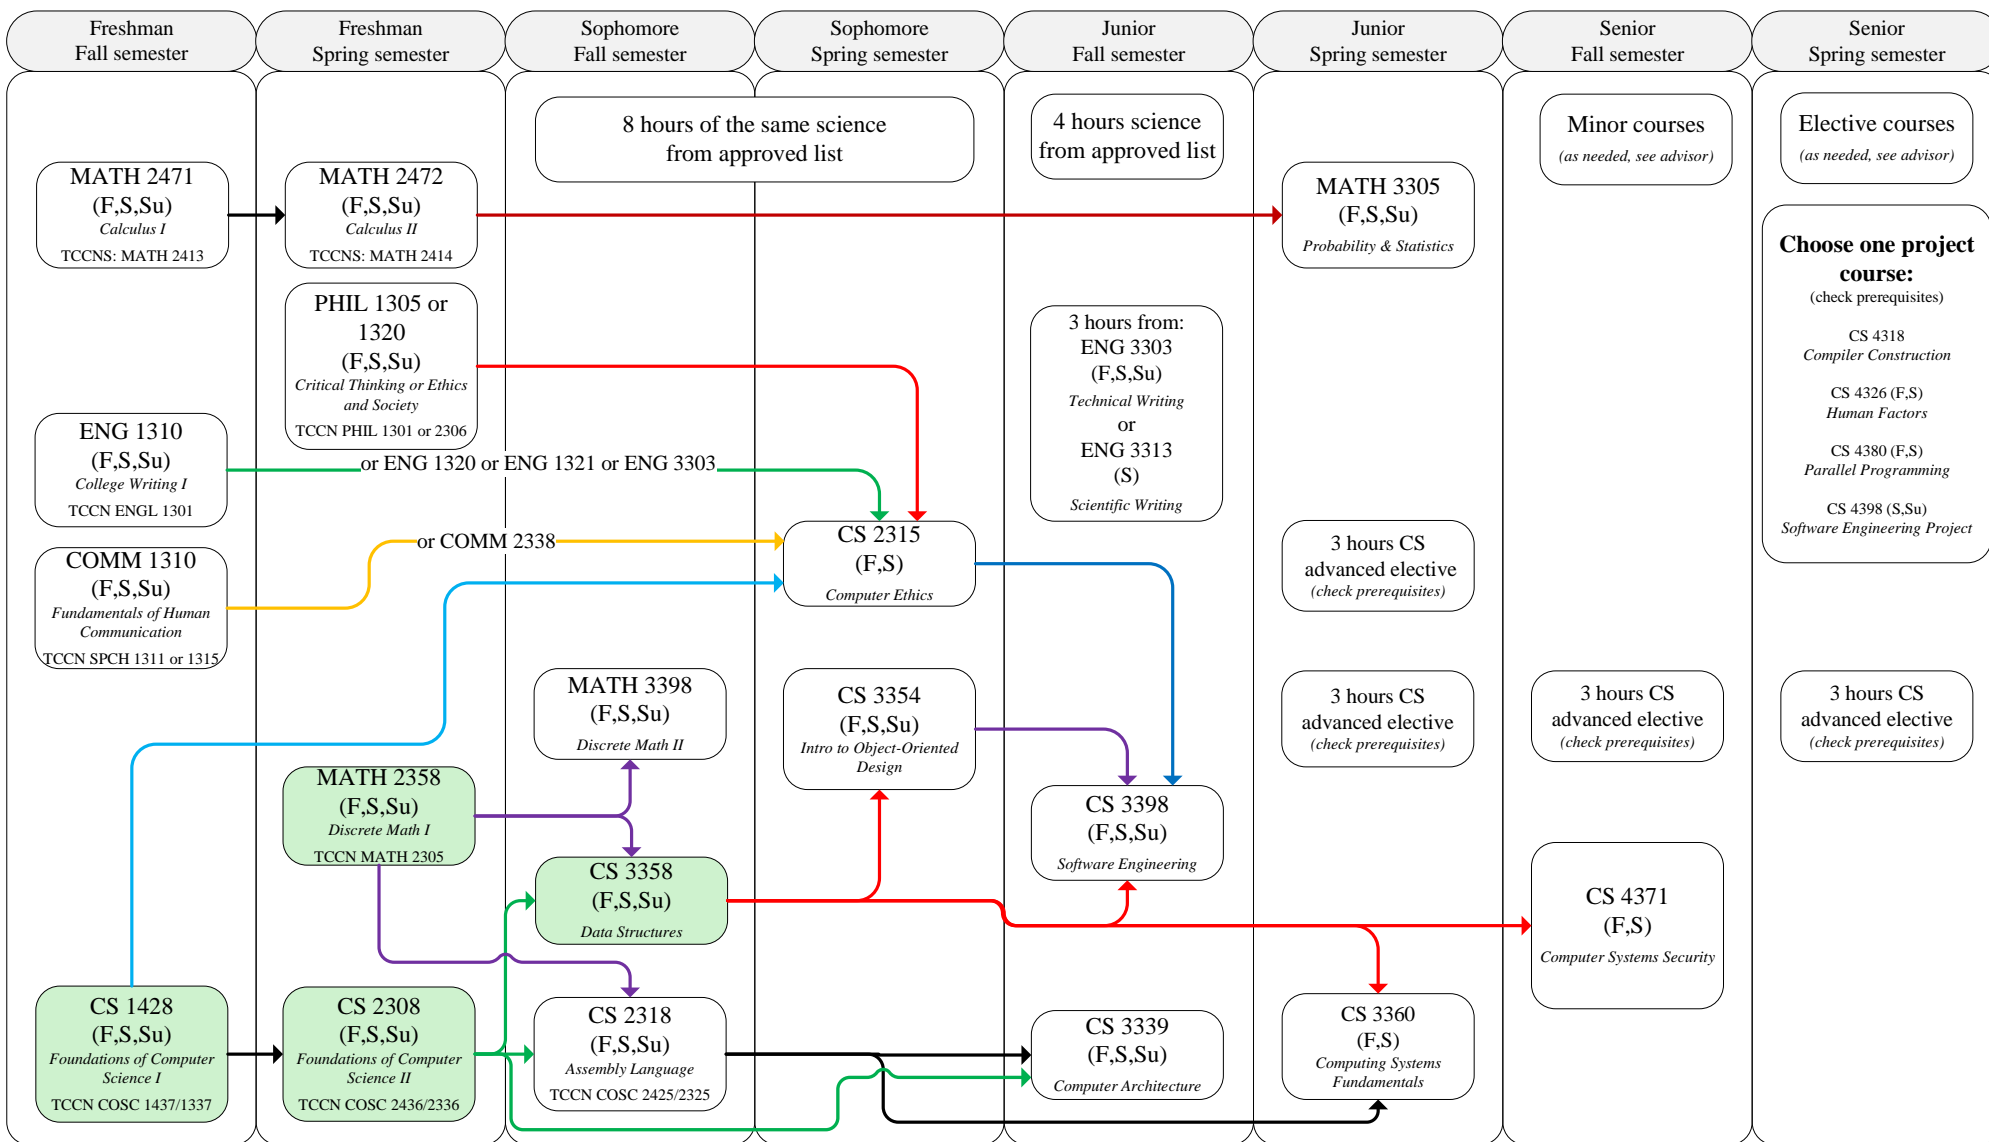 Freshman
Fall semester
Freshman
Spring semester
Sophomore
Fall semester
Sophomore
Spring semester
Junior
Fall semester
Junior
Spring semester
Senior
Fall semester
Senior
Spring semester
MATH 2471
(F,S,Su)
Calculus I
TCCNS: MATH 2413
ENG 1310
(F,S,Su)
College Writing I
TCCN ENGL 1301
COMM 1310
(F,S,Su)
Fundamentals of Human
Communication
TCCN SPCH 1311 or 1315
CS 1428
(F,S,Su)
Foundations of Computer
Science I
TCCN COSC 1437/1337
MATH 2472
(F,S,Su)
Calculus II
TCCNS: MATH 2414
PHIL 1305 or
1320
(F,S,Su)
Critical Thinking or Ethics
and Society
TCCN PHIL 1301 or 2306
or ENG 1320 or ENG 1321 or ENG 3303
or COMM 2338
MATH 2358
(F,S,Su)
Discrete Math I
TCCN MATH 2305
CS 2308
(F,S,Su)
Foundations of Computer
Science II
TCCN COSC 2436/2336
8 hours of the same science
from approved list
MATH 3398
(F,S,Su)
Discrete Math II
CS 3358
(F,S,Su)
Data Structures
CS 2318
(F,S,Su)
Assembly Language
TCCN COSC 2425/2325
CS 2315
(F,S)
Computer Ethics
CS 3354
(F,S,Su)
Intro to Object-Oriented
Design
4 hours science
from approved list
3 hours from:
ENG 3303
(F,S,Su)
Technical Writing
or
ENG 3313
(S)
Scientific Writing
CS 3398
(F,S,Su)
Software Engineering
CS 3339
(F,S,Su)
Computer Architecture
MATH 3305
(F,S,Su)
Probability & Statistics
3 hours CS
advanced elective
(check prerequisites)
3 hours CS
advanced elective
(check prerequisites)
CS 3360
(F,S)
Computing Systems
Fundamentals
Minor courses
(as needed, see advisor)
3 hours CS
advanced elective
(check prerequisites)
CS 4371
(F,S)
Computer Systems Security
Elective courses
(as needed, see advisor)
Choose one project
course:
(check prerequisites)
CS 4318
Compiler Construction
CS 4326 (F,S)
Human Factors
CS 4380 (F,S)
Parallel Programming
CS 4398 (S,Su)
Software Engineering Project
3 hours CS
advanced elective
(check prerequisites)